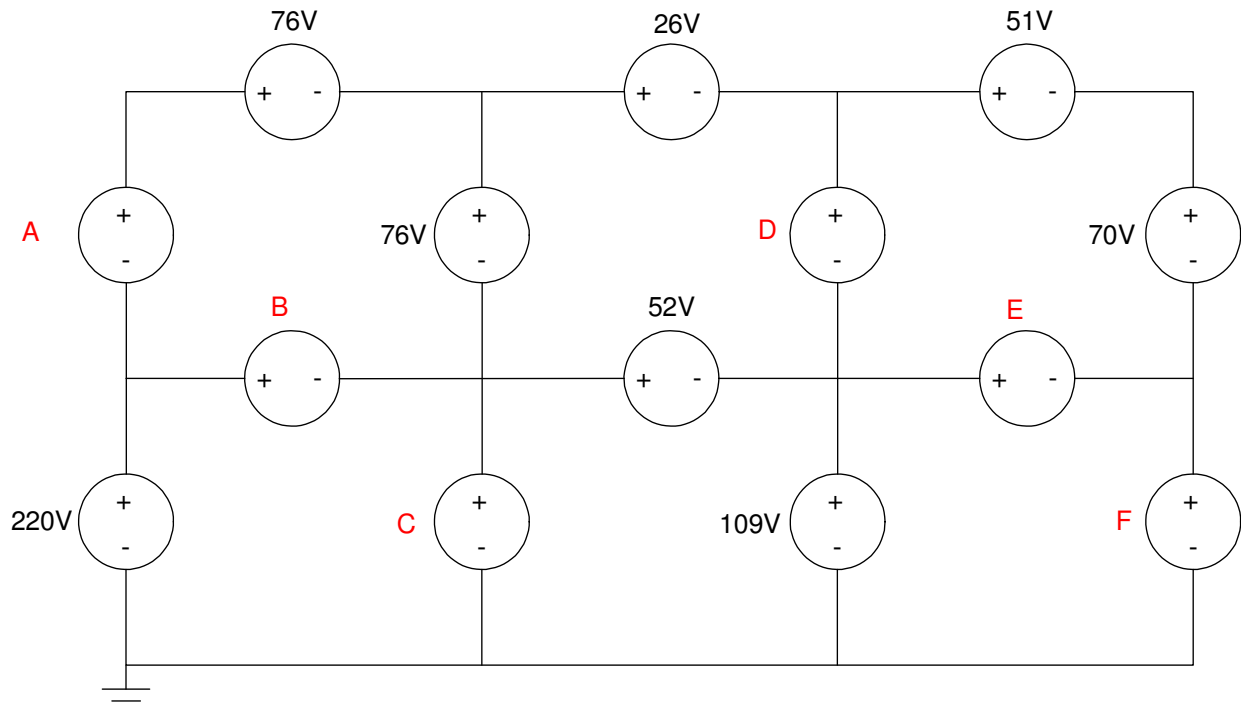 76V 26V 51V
+ - + - + -
+ + + +
A 76V D 70V
- - - -
B 52V E
+ - + - + -
+ + + +
220V C 109V F
- - - -